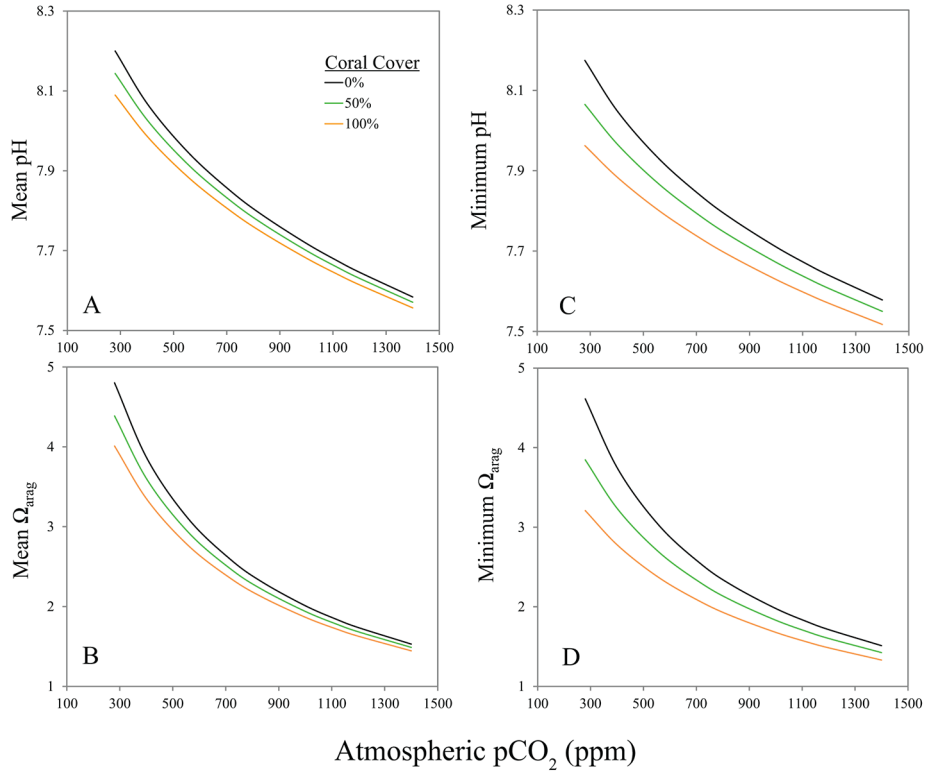 8.3
8.1
7.9
7.7
7.5
Mean pH
Coral Cover
0%
50%
100%
A
100 300 500 700 900 1100 1300 1500
8.3
8.1
7.9
7.7
7.5
Minimum pH
C
100 300 500 700 900 1100 1300 1500
5
4
3
2
1
Mean Ωarag
B
100 300 500 700 900 1100 1300 1500
5
4
3
2
1
Minimum Ωarag
D
100 300 500 700 900 1100 1300 1500
Atmospheric pCO₂ (ppm)